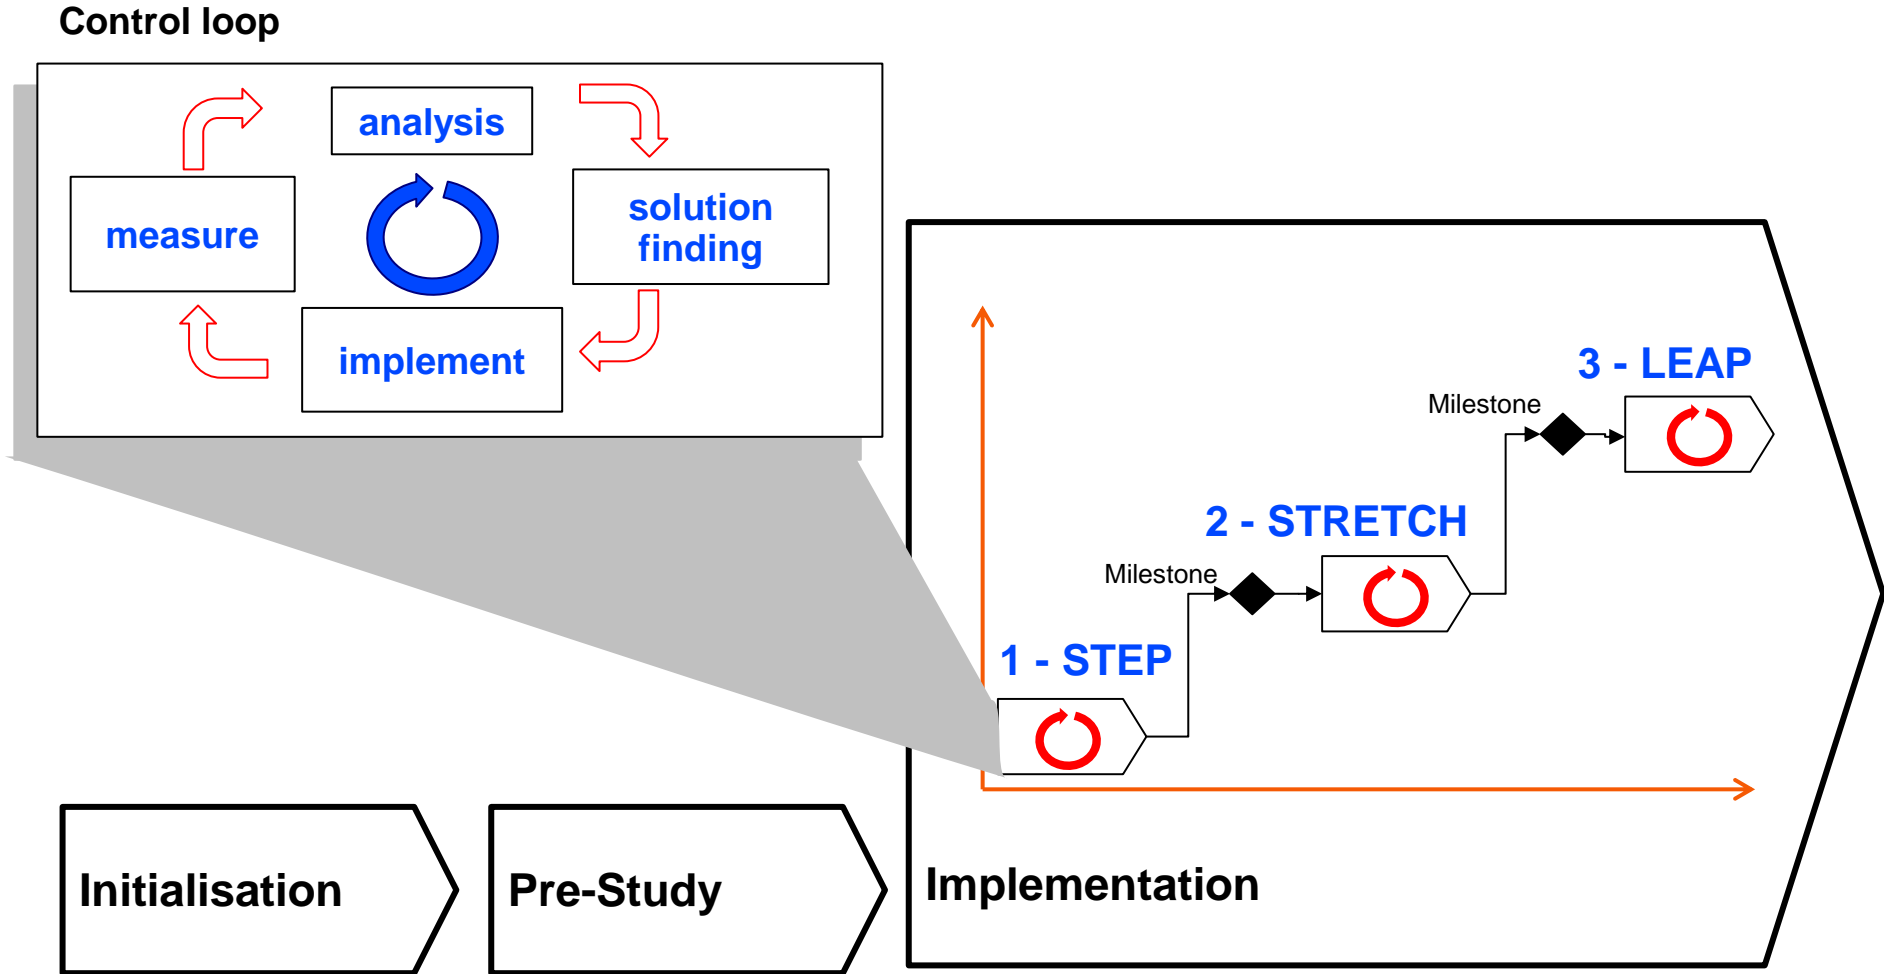 Control loop
analysis
measure
solution
finding
implement
3 - LEAP
Milestone
2 - STRETCH
Milestone
1 - STEP
Initialisation
Pre-Study
Implementation